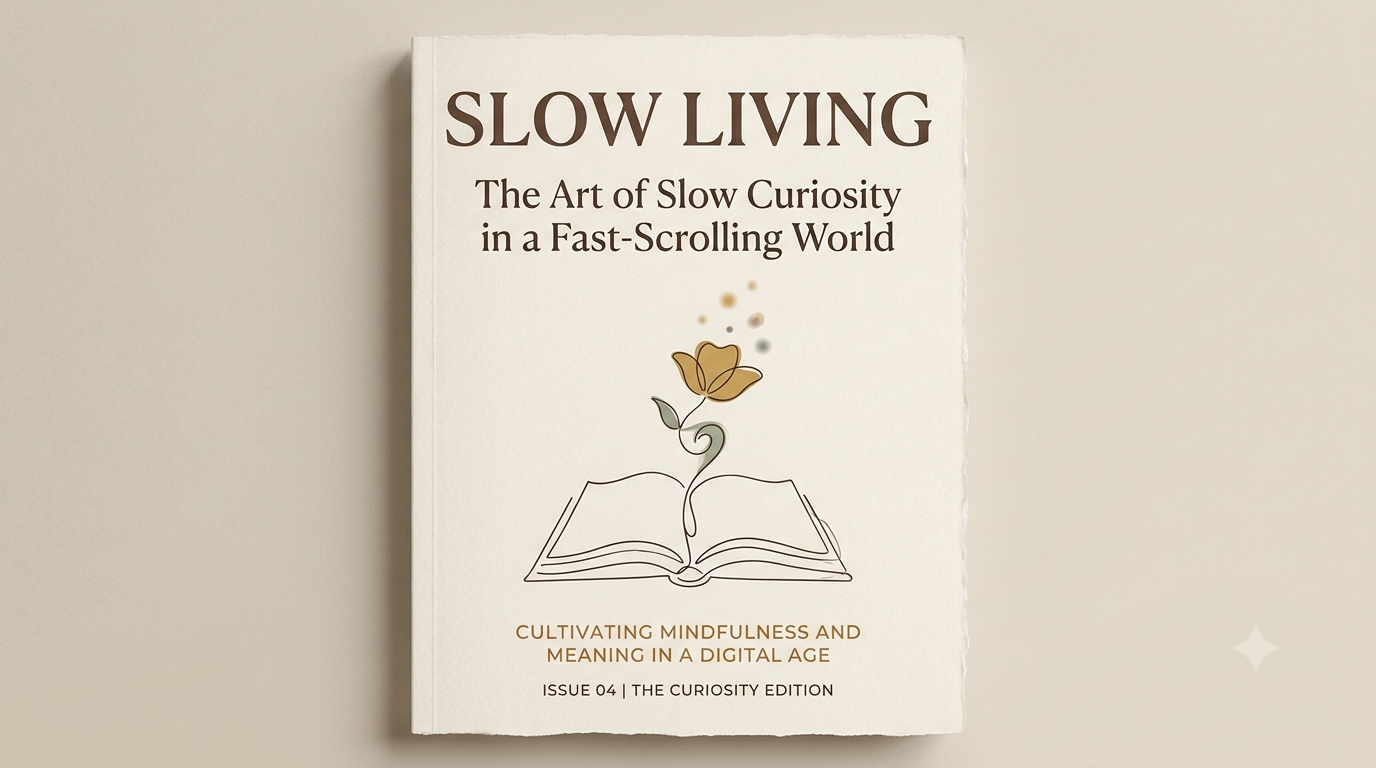 SLOW LIVING
The Art of Slow Curiosity
in a Fast-Scrolling World
CULTIVATING MINDFULNESS AND
MEANING IN A DIGITAL AGE
ISSUE 04 | THE CURIOSITY EDITION